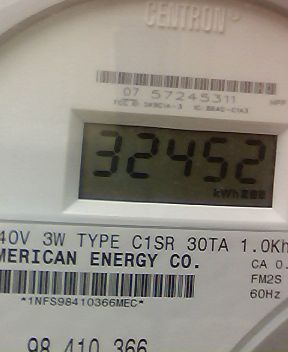 CENTRON®
07 57245311
32452
kWh
40V 3W TYPE C1SR 30TA 1.0Kh
MERICAN ENERGY CO.
CA 0.
FM2S
*1NFS98410366MEC*
60Hz
98 410 366